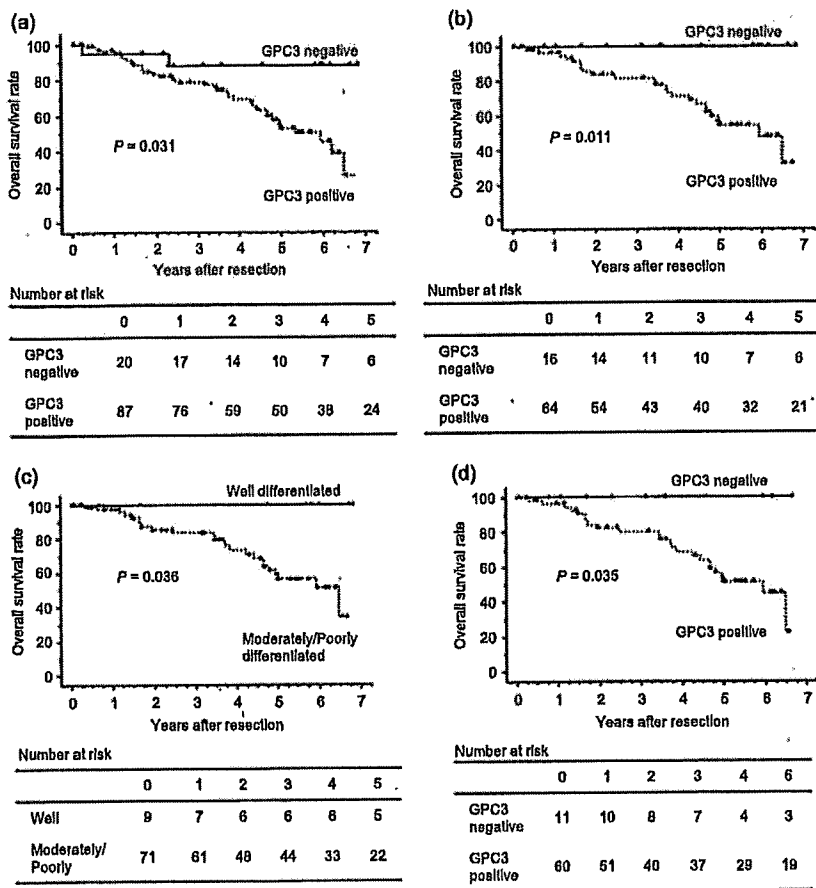 (a)
GPC3 negative
100
80
60
40
20
0
Overall survival rate
P = 0.031
GPC3 positive
0 1 2 3 4 5 6 7
Years after resection
Number at risk
0 1 2 3 4 5
GPC3
negative 20 17 14 10 7 6
GPC3
positive 87 76 59 50 38 24
(b)
GPC3 negative
100
80
60
40
20
0
Overall survival rate
P = 0.011
GPC3 positive
0 1 2 3 4 5 6 7
Years after resection
Number at risk
0 1 2 3 4 5
GPC3
negative 16 14 11 10 7 6
GPC3
positive 64 54 43 40 32 21
(c)
Well differentiated
100
80
60
40
20
0
Overall survival rate
P = 0.036
Moderately/Poorly
differentiated
0 1 2 3 4 5 6 7
Years after resection
Number at risk
0 1 2 3 4 5
Well 9 7 6 6 6 5
Moderately/
Poorly 71 61 48 44 33 22
(d)
GPC3 negative
100
80
60
40
20
0
Overall survival rate
P = 0.035
GPC3 positive
0 1 2 3 4 5 6 7
Years after resection
Number at risk
0 1 2 3 4 5
GPC3
negative 11 10 8 7 4 3
GPC3
positive 60 51 40 37 29 19